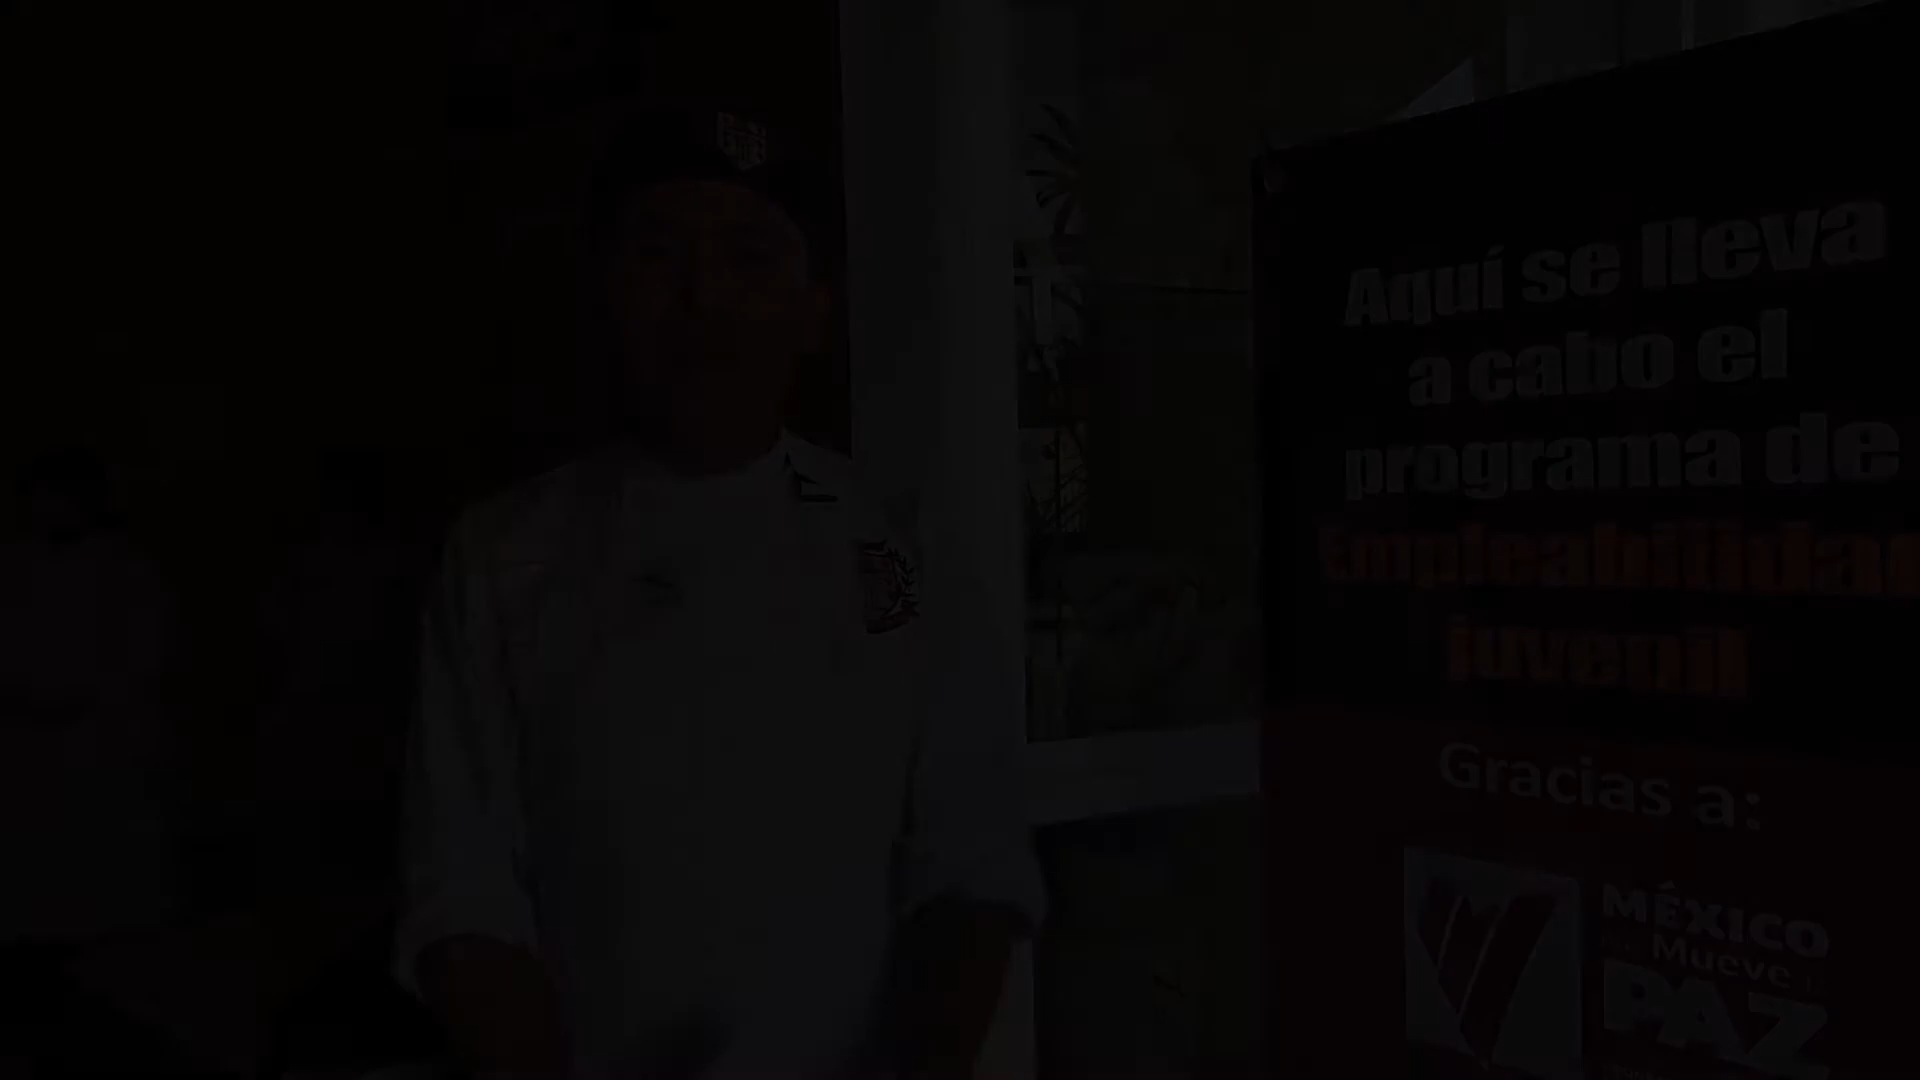 Aquí se lleva
a cabo el
programa de
Empleabilidad
juvenil
Gracias a:
MÉXICO
Mueve
PAZ